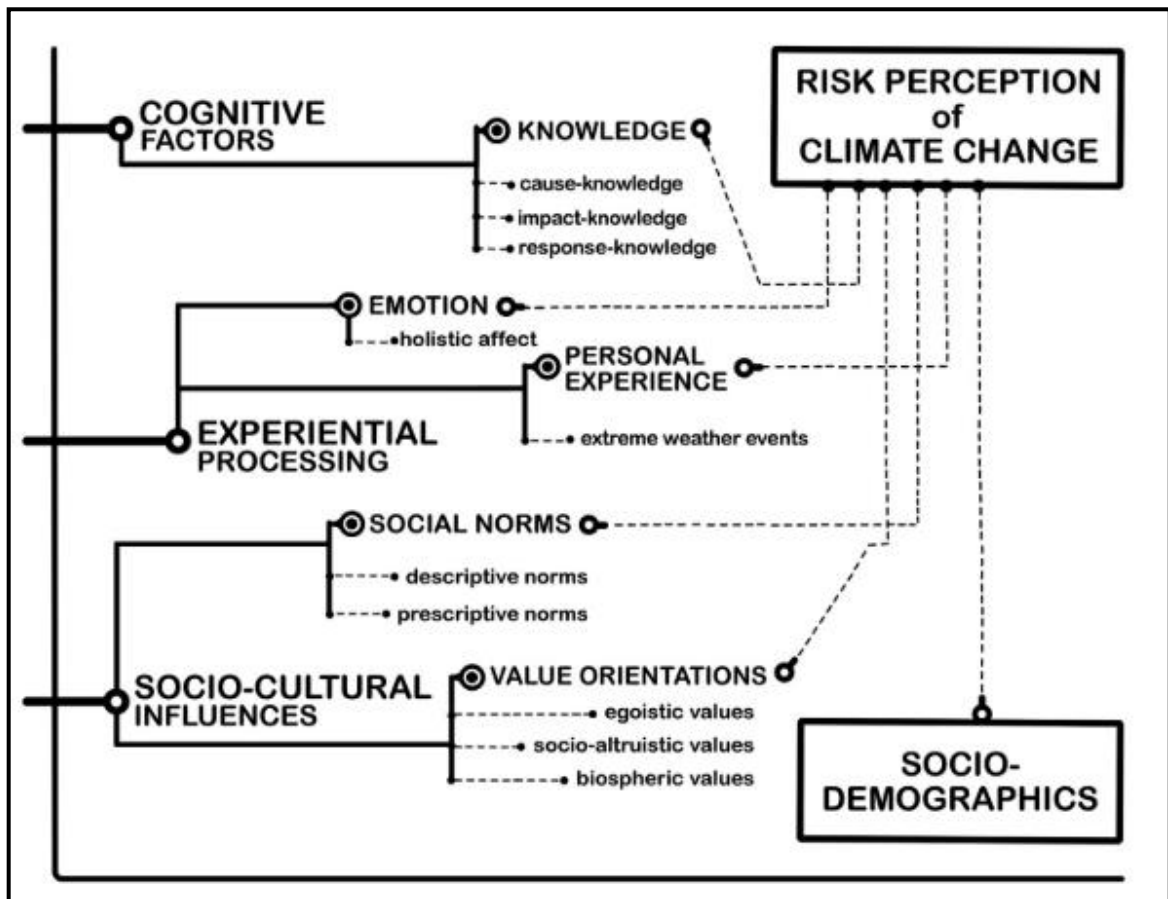 RISK PERCEPTION
of
CLIMATE CHANGE
COGNITIVE
FACTORS
KNOWLEDGE
cause-knowledge
impact-knowledge
response-knowledge
EMOTION
holistic affect
PERSONAL
EXPERIENCE
extreme weather events
EXPERIENTIAL
PROCESSING
SOCIAL NORMS
descriptive norms
prescriptive norms
SOCIO-CULTURAL
INFLUENCES
VALUE ORIENTATIONS
egoistic values
socio-altruistic values
biospheric values
SOCIO-
DEMOGRAPHICS